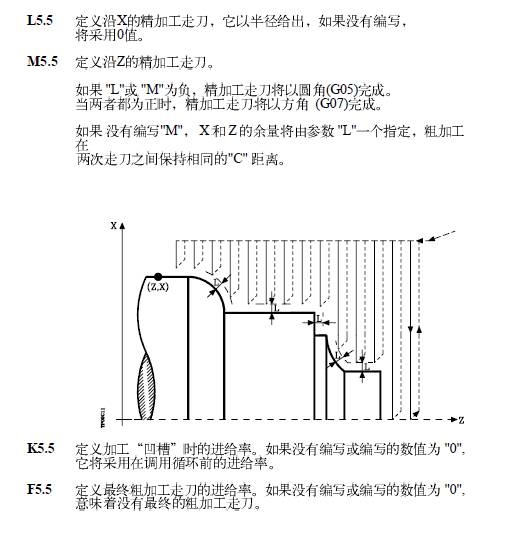 L5.5 定义沿X的精加工走刀，它以半径给出，如果没有编写，
将采用0值。
M5.5 定义沿Z的精加工走刀。
如果 "L"或 "M"为负，精加工走刀将以圆角(G05)完成。
当两者都为正时，精加工走刀将以方角 (G07)完成。
如果 没有编写"M"， X 和 Z 的余量将由参数 "L"一个指定，粗加工
在
两次走刀之间保持相同的"C" 距离。
X
(Z,X)
L
L
L
L
L
Z
K5.5 定义加工 “凹槽” 时的进给率。如果没有编写或编写的数值为 "0",
它将采用在调用循环前的进给率。
F5.5 定义最终粗加工走刀的进给率。如果没有编写或编写的数值为 "0",
意味着没有最终的粗加工走刀。